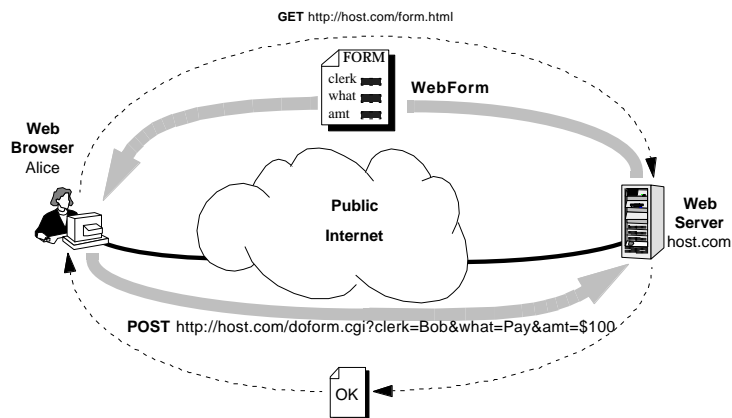 GET http://host.com/form.html
FORM
clerk
what
amt
WebForm
Web
Browser
Alice
Public
Internet
Web
Server
host.com
POST http://host.com/doform.cgi?clerk=Bob&what=Pay&amt=$100
OK